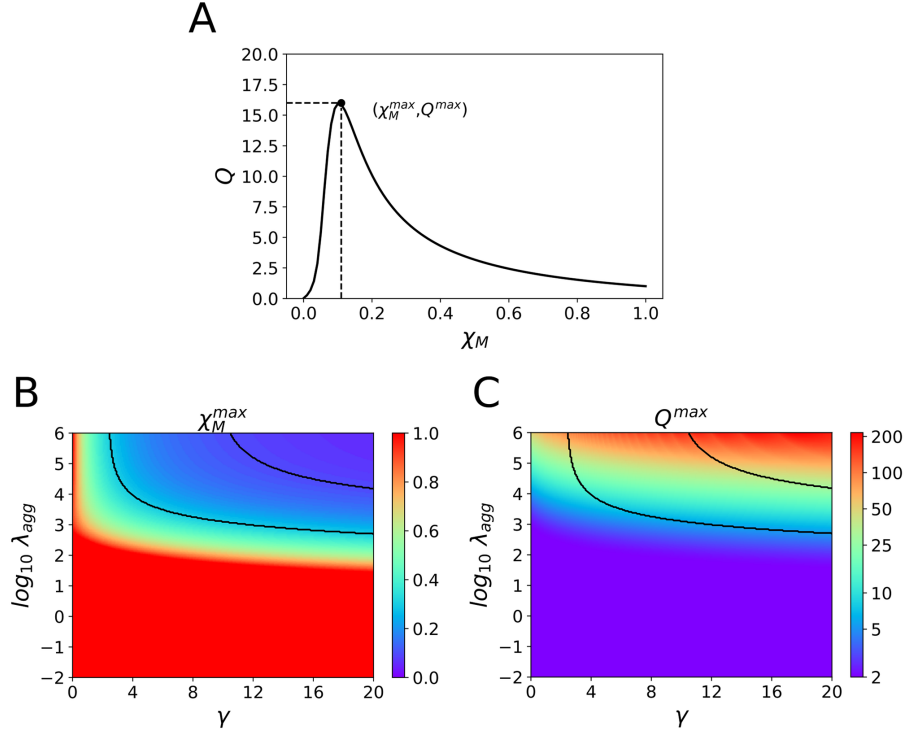 A
20.0
17.5
15.0
12.5
10.0
7.5
5.0
2.5
0.0
Q
(χ_M^max,Q^max)
0.0 0.2 0.4 0.6 0.8 1.0
χ_M
B
χ_M^max
6
5
4
3
2
1
0
−1
−2
log₁₀ λ_agg
0 4 8 12 16 20
γ
1.0
0.8
0.6
0.4
0.2
0.0
C
Q^max
6
5
4
3
2
1
0
−1
−2
log₁₀ λ_agg
0 4 8 12 16 20
γ
200
100
50
25
10
5
2